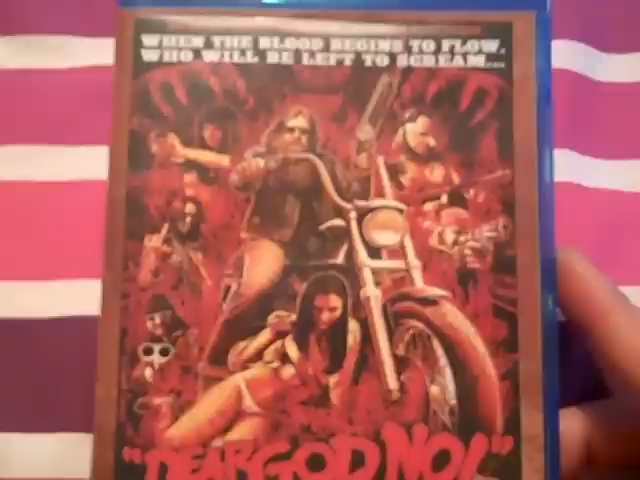 WHEN THE BLOOD BEGINS TO FLOW,
WHO WILL BE LEFT TO SCREAM...
"DEAR GOD NO!"